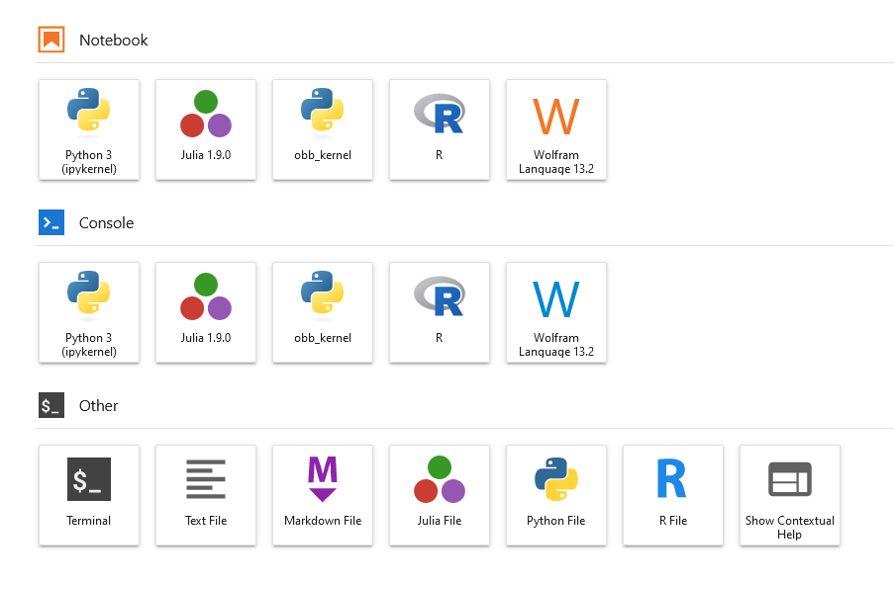 Notebook
Python 3
(ipykernel)
Julia 1.9.0
obb_kernel
R
R
W
Wolfram
Language 13.2
>_
Console
Python 3
(ipykernel)
Julia 1.9.0
obb_kernel
R
R
W
Wolfram
Language 13.2
$_
Other
$_
Terminal
Text File
M
Markdown File
Julia File
Python File
R
R File
Show Contextual
Help